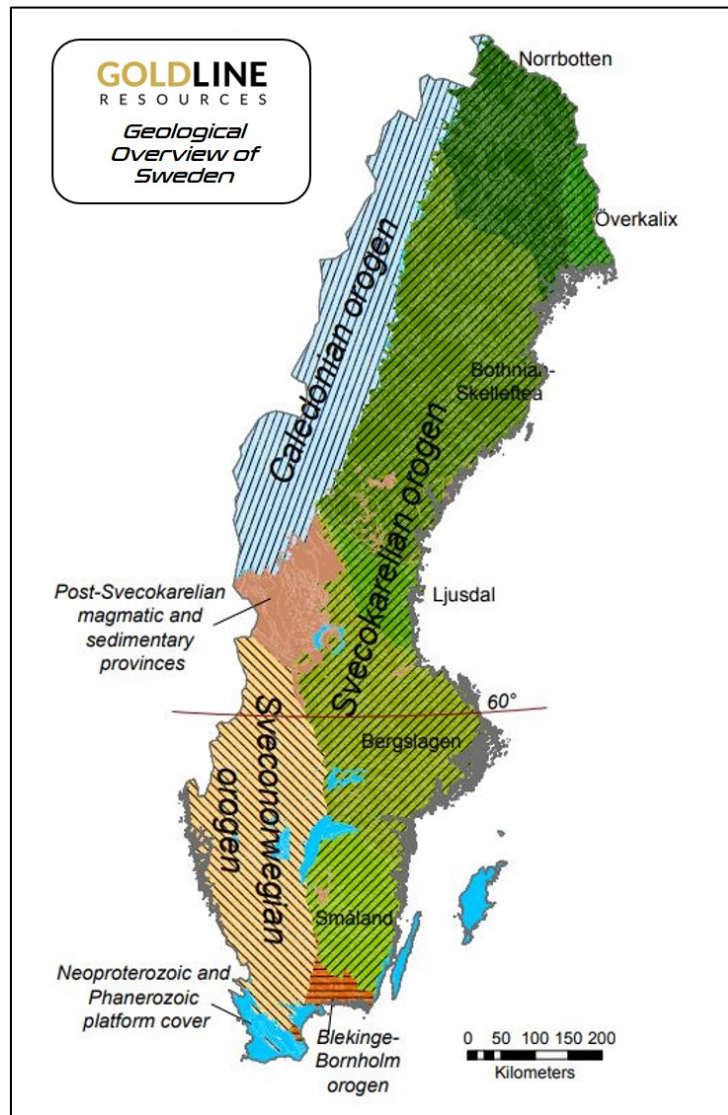 GOLDLINE
RESOURCES
Geological
Overview of
Sweden
Norrbotten
Överkalix
Caledonian orogen
Bothnian-
Skelleftea
Svecokarelian orogen
Post-Svecokarelian
magmatic and
sedimentary
provinces
Ljusdal
60°
Bergslagen
Sveconorwegian
orogen
Småland
Neoproterozoic and
Phanerozoic
platform cover
Blekinge-
Bornholm
orogen
0 50 100 150 200
Kilometers